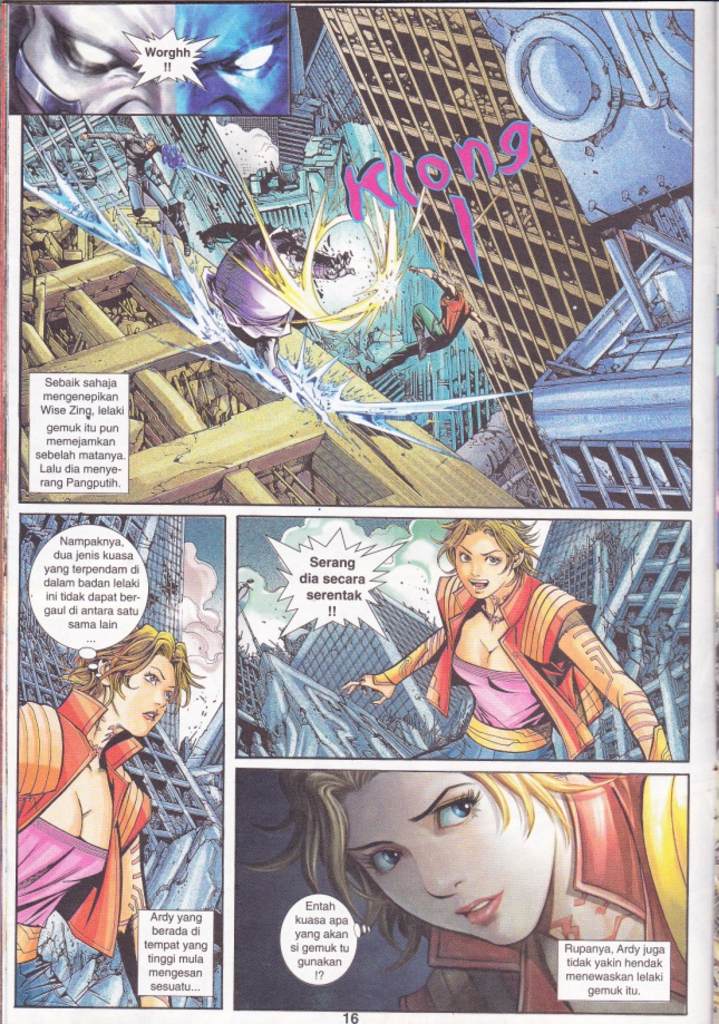 Worghh
!!
Klong
!
Sebaik sahaja
mengenepikan
Wise Zing, lelaki
gemuk itu pun
memejamkan
sebelah matanya.
Lalu dia menye-
rang Pangputih.
Nampaknya,
dua jenis kuasa
yang terpendam di
dalam badan lelaki
ini tidak dapat ber-
gaul di antara satu
sama lain
...
Serang
dia secara
serentak
!!
Ardy yang
berada di
tempat yang
tinggi mula
mengesan
sesuatu...
Entah
kuasa apa
yang akan
si gemuk tu
gunakan
!?
Rupanya, Ardy juga
tidak yakin hendak
menewaskan lelaki
gemuk itu.
16